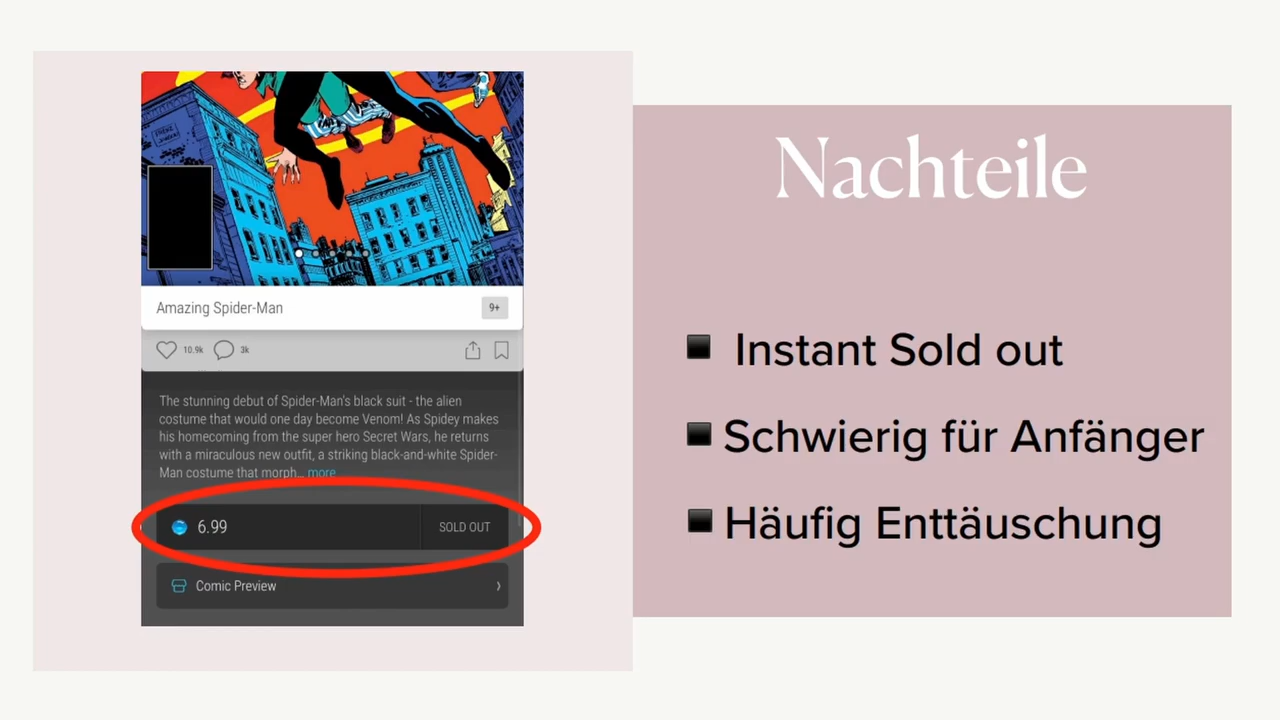 Amazing Spider-Man
9+
10.9k
3k
The stunning debut of Spider-Man's black suit - the alien
costume that would one day become Venom! As Spidey makes
his homecoming from the super hero Secret Wars, he returns
with a miraculous new outfit, a striking black-and-white Spider-
Man costume that morph... more
6.99
SOLD OUT
Comic Preview
Nachteile
Instant Sold out
Schwierig für Anfänger
Häufig Enttäuschung